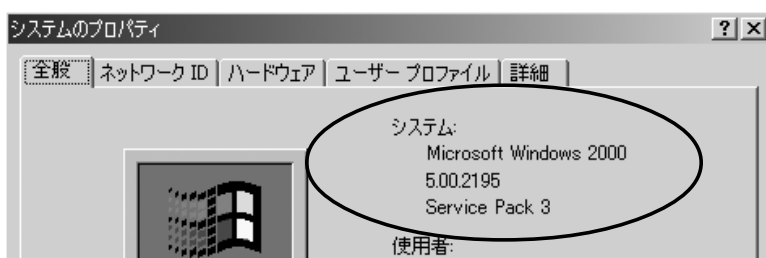 システムのプロパティ
全般 ネットワーク ID ハードウェア ユーザー プロファイル 詳細
システム:
Microsoft Windows 2000
5.00.2195
Service Pack 3
使用者: